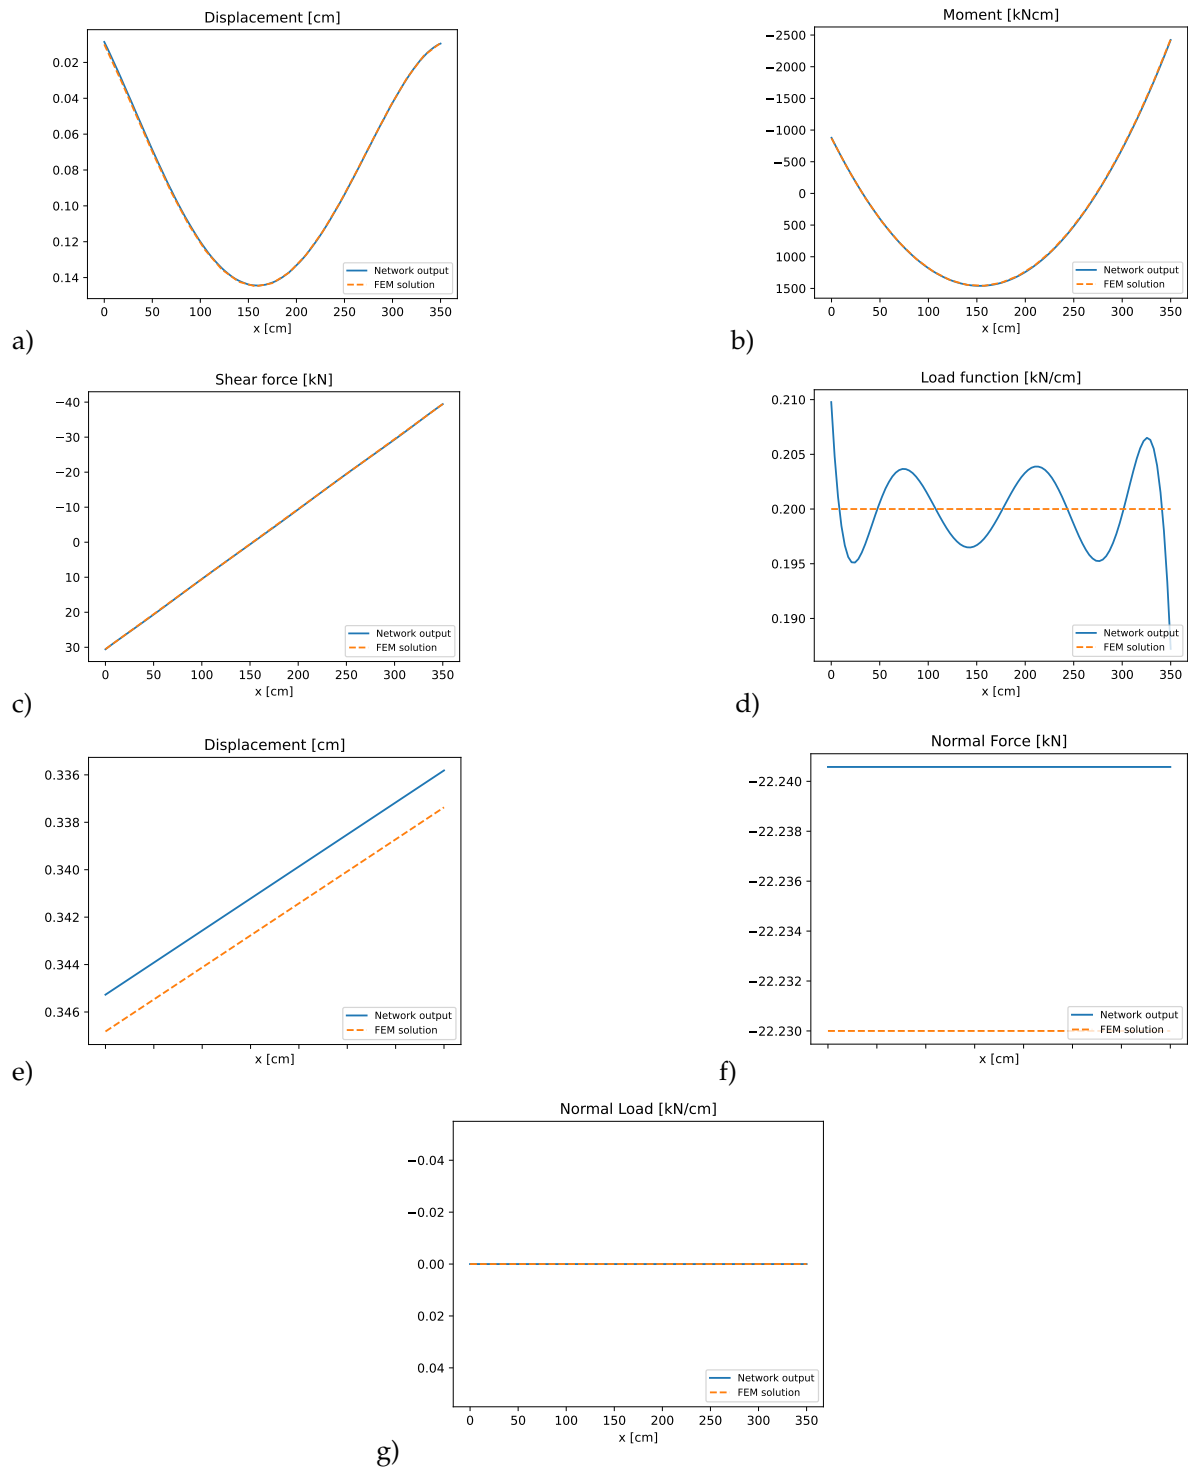 Displacement [cm]
0.02
0.04
0.06
0.08
0.10
0.12
0.14
0 50 100 150 200 250 300 350
x [cm]
Network output
FEM solution
a)
Moment [kNcm]
−2500
−2000
−1500
−1000
−500
0
500
1000
1500
0 50 100 150 200 250 300 350
x [cm]
Network output
FEM solution
b)
Shear force [kN]
−40
−30
−20
−10
0
10
20
30
0 50 100 150 200 250 300 350
x [cm]
Network output
FEM solution
c)
Load function [kN/cm]
0.210
0.205
0.200
0.195
0.190
0 50 100 150 200 250 300 350
x [cm]
Network output
FEM solution
d)
Displacement [cm]
0.336
0.338
0.340
0.342
0.344
0.346
x [cm]
Network output
FEM solution
e)
Normal Force [kN]
−22.240
−22.238
−22.236
−22.234
−22.232
−22.230
x [cm]
Network output
FEM solution
f)
Normal Load [kN/cm]
−0.04
−0.02
0.00
0.02
0.04
0 50 100 150 200 250 300 350
x [cm]
Network output
FEM solution
g)